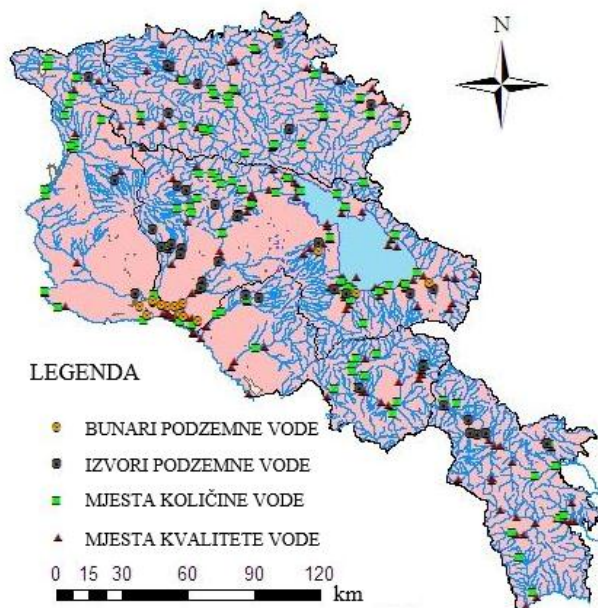 N
LEGENDA
BUNARI PODZEMNE VODE
IZVORI PODZEMNE VODE
MJESTA KOLIČINE VODE
MJESTA KVALITETE VODE
0 15 30 60 90 120
km